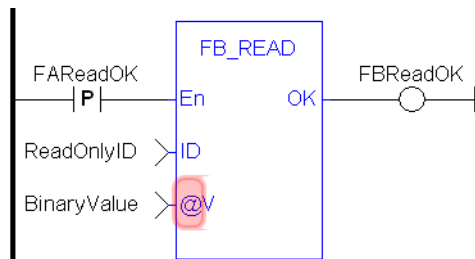 FB_READ
FAReadOK
FBReadOK
P
En
OK
ReadOnlyID
ID
BinaryValue
@V